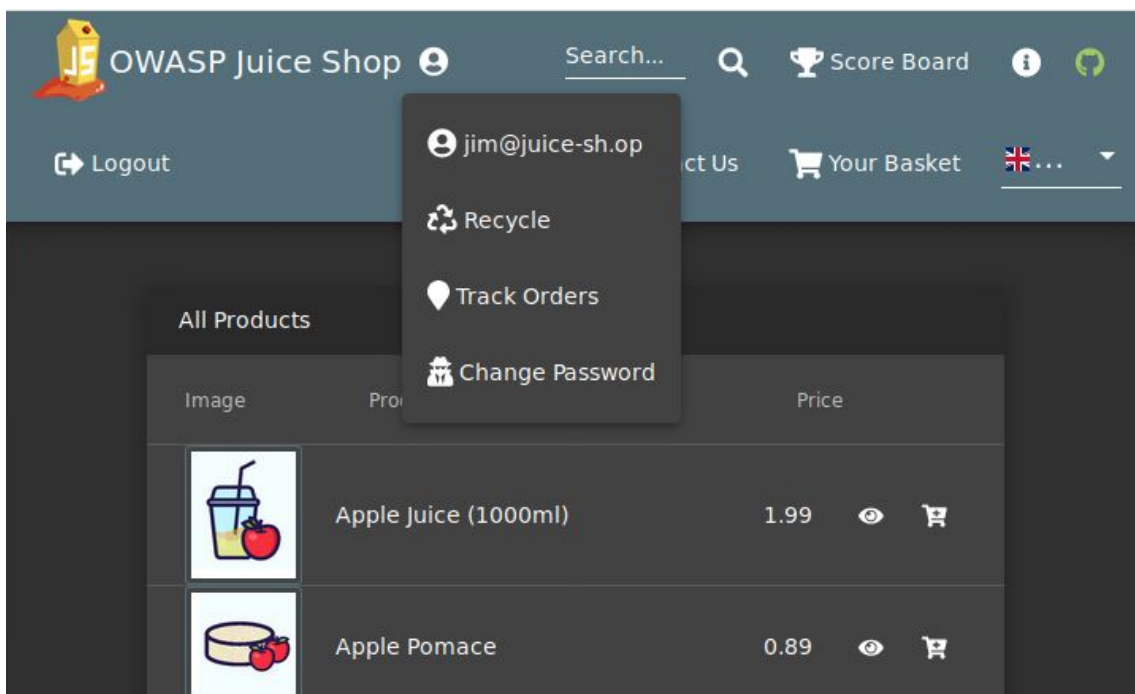 OWASP Juice Shop Search... Score Board
jim@juice-sh.op
Logout ct Us Your Basket ...
Recycle
Track Orders
All Products
Change Password
Image Pro Price
Apple Juice (1000ml) 1.99
Apple Pomace 0.89